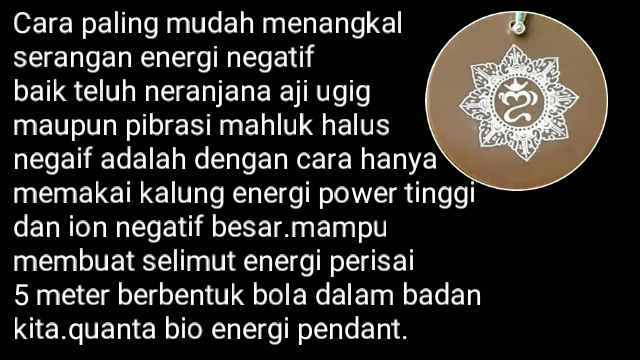 Cara paling mudah menangkal
serangan energi negatif
baik teluh neranjana aji ugig
maupun pibrasi mahluk halus
negaif adalah dengan cara hanya
memakai kalung energi power tinggi
dan ion negatif besar.mampu
membuat selimut energi perisai
5 meter berbentuk bola dalam badan
kita.quanta bio energi pendant.